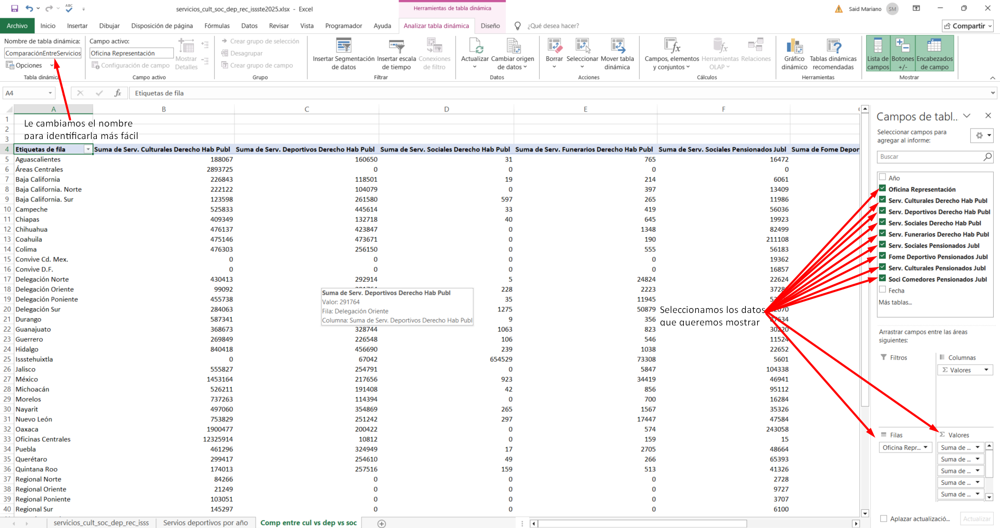 ABC
servicios_cult_soc_dep_rec_issste2025.xlsx - Excel
Herramientas de tabla dinámica
Said Mariano SM
Archivo Inicio Insertar Dibujar Disposición de página Fórmulas Datos Revisar Vista Programador Ayuda Analizar tabla dinámica Diseño ¿Qué desea hacer? Compartir
Nombre de tabla dinámica:
ComparaciónEntreServicios
Opciones
Tabla dinámica
Campo activo:
Oficina Representación
Configuración de campo
Mostrar
Detalles
Campo activo
Crear grupo de selección
Desagrupar
Crear grupo de campo
Grupo
Insertar Segmentación
de datos
Insertar escala
de tiempo
Conexiones
de filtro
Filtrar
Actualizar
Cambiar origen
de datos
Datos
Borrar
Seleccionar
Mover tabla
dinámica
Acciones
Campos, elementos
y conjuntos
Herramientas
OLAP
Relaciones
Cálculos
Gráfico
dinámico
Tablas dinámicas
recomendadas
Herramientas
Lista de
campos
Botones
+/-
Encabezados
de campo
Mostrar
A4 fx Etiquetas de fila
A B C D E F
1
2
3
Le cambiamos el nombre
para identificarla más fácil
4 Etiquetas de fila Suma de Serv. Culturales Derecho Hab Publ Suma de Serv. Deportivos Derecho Hab Publ Suma de Serv. Sociales Derecho Hab Publ Suma de Serv. Funerarios Derecho Hab Publ Suma de Serv. Sociales Pensionados Jubl Suma de Fome Depor
5 Aguascalientes 188067 160650 31 765 16472
6 Áreas Centrales 2893725 0 0 0 0
7 Baja California 226843 118501 19 214 6061
8 Baja California. Norte 222122 104079 0 397 13409
9 Baja California. Sur 123598 261580 597 265 11986
10 Campeche 525833 445614 33 419 56036
11 Chiapas 409349 132718 40 645 19923
12 Chihuahua 476137 423847 0 1348 82499
13 Coahuila 475146 473671 0 190 211108
14 Colima 476303 256150 0 555 56183
15 Convive Cd. Mex. 0 0 0 0 19362
16 Convive D.F. 0 0 0 0 16857
17 Delegación Norte 430413 292914 5 24824 22624
18 Delegación Oriente 99092 228 2223
19 Delegación Poniente 455738 35 11945
20 Delegación Sur 284063 1275 50879
21 Durango 587341 9 356
22 Guanajuato 368673 328744 1063 823 30220
23 Guerrero 269849 226548 106 546 11524
24 Hidalgo 840418 456690 239 1038 22652
25 Issstehuixtla 0 67042 654529 73308 5601
26 Jalisco 555827 254791 0 5847 104338
27 México 1453164 217656 923 34419 46941
28 Michoacán 526211 191408 42 856 95112
29 Morelos 737263 114394 0 700 16284
30 Nayarit 497060 354869 265 1567 35326
31 Nuevo León 753829 251242 297 17447 47584
32 Oaxaca 1900477 200422 0 574 243058
33 Oficinas Centrales 12325914 10812 0 159 15
34 Puebla 461296 324949 17 2705 48664
35 Querétaro 299417 254610 49 266 65393
36 Quintana Roo 174013 257516 159 513 41326
37 Regional Norte 84266 0 0 0 2728
38 Regional Oriente 21249 0 0 0 9727
39 Regional Poniente 103051 0 0 0 3707
40 Regional Sur 145297 0 0 0 6100
Suma de Serv. Deportivos Derecho Hab Publ
Valor: 291764
Fila: Delegación Oriente
Columna: Suma de Serv. Deportivos Derecho Hab Publ
Seleccionamos los datos
que queremos mostrar
Campos de tabl..
Seleccionar campos para
agregar al informe:
Buscar
Año
Oficina Representación
Serv. Culturales Derecho Hab Publ
Serv. Deportivos Derecho Hab Publ
Serv. Sociales Derecho Hab Publ
Serv. Funerarios Derecho Hab Publ
Serv. Sociales Pensionados Jubl
Fome Deportivo Pensionados Jubl
Serv. Culturales Pensionados Jubl
Soci Comedores Pensionados Jubl
Fecha
Más tablas...
Arrastrar campos entre las áreas
siguientes:
Filtros
Columnas
Σ Valores
Filas
Oficina Repr...
Σ Valores
Suma de ...
Suma de ...
Suma de ...
Suma de ...
Suma de ...
Aplazar actualizació... Actualizar
servicios_cult_soc_dep_rec_isss Servios deportivos por año Comp entre cul vs dep vs soc